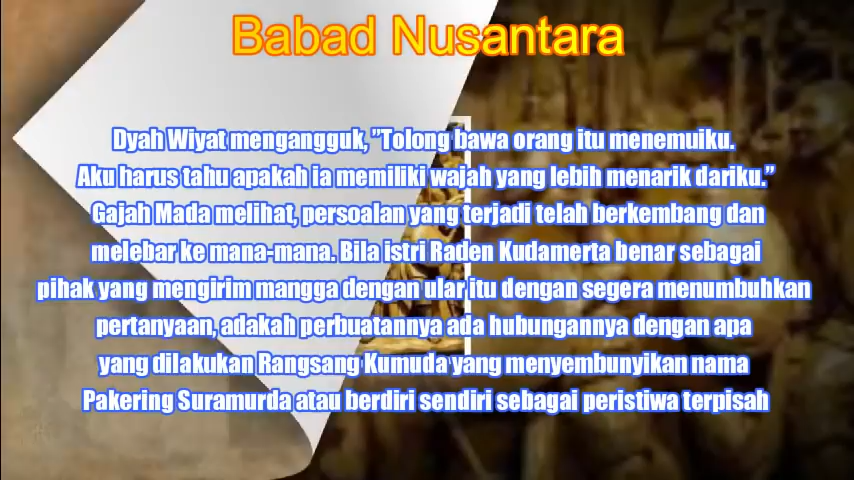 Babad Nusantara
Dyah Wiyat mengangguk, "Tolong bawa orang itu menemuiku.
Aku harus tahu apakah ia memiliki wajah yang lebih menarik dariku."
Gajah Mada melihat, persoalan yang terjadi telah berkembang dan
melebar ke mana-mana. Bila istri Raden Kudamerta benar sebagai
pihak yang mengirim mangga dengan ular itu dengan segera menumbuhkan
pertanyaan, adakah perbuatannya ada hubungannya dengan apa
yang dilakukan Rangsang Kumuda yang menyembunyikan nama
Pakering Suramurda atau berdiri sendiri sebagai peristiwa terpisah